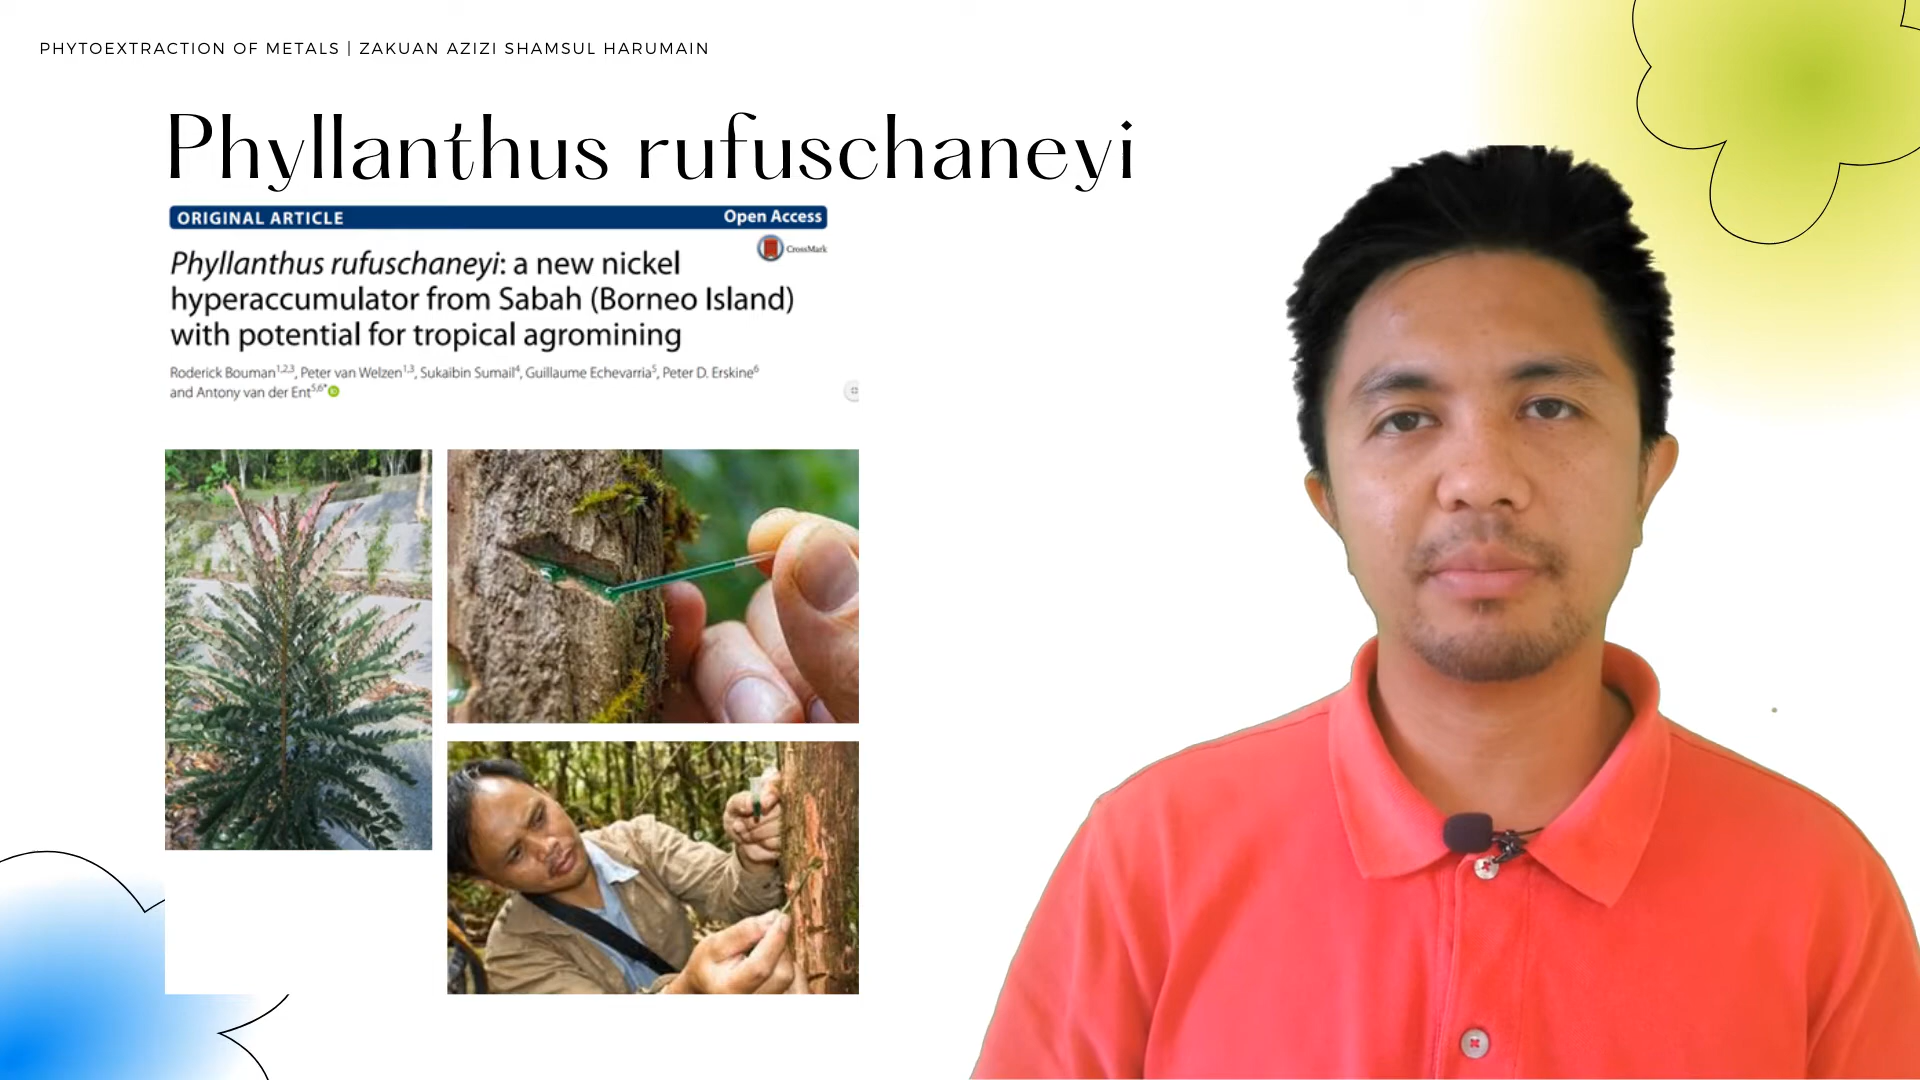 PHYTOEXTRACTION OF METALS | ZAKUAN AZIZI SHAMSUL HARUMAIN
Phyllanthus rufuschaneyi
ORIGINAL ARTICLE Open Access
CrossMark
Phyllanthus rufuschaneyi: a new nickel
hyperaccumulator from Sabah (Borneo Island)
with potential for tropical agromining
Roderick Bouman1,2,3, Peter van Welzen1,3, Sukaibin Sumail4, Guillaume Echevarria5, Peter D. Erskine6
and Antony van der Ent5,6*